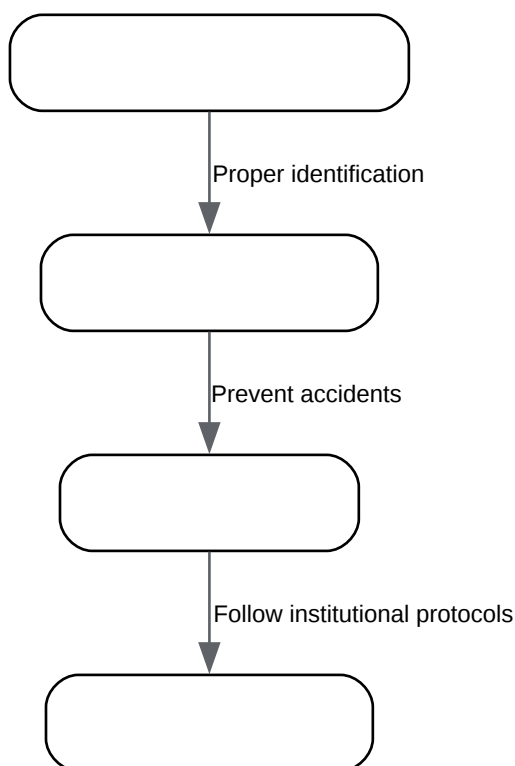 Proper identification
Prevent accidents
Follow institutional protocols